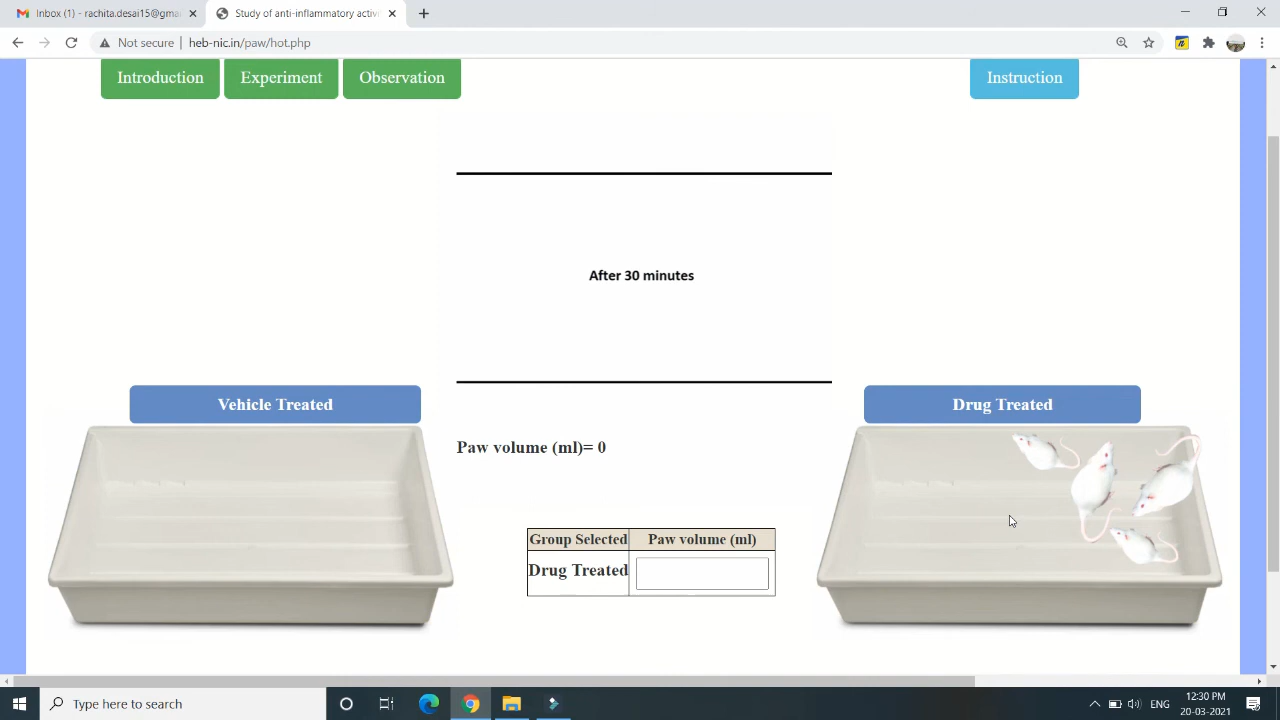 Inbox (1) - rachita.desai15@gma
Study of anti-inflammatory activ
Not secure | heb-nic.in/paw/hot.php
Introduction
Experiment
Observation
Instruction
After 30 minutes
Vehicle Treated
Drug Treated
Paw volume (ml)= 0
Group Selected
Paw volume (ml)
Drug Treated
Type here to search
ENG
12:30 PM
20-03-2021